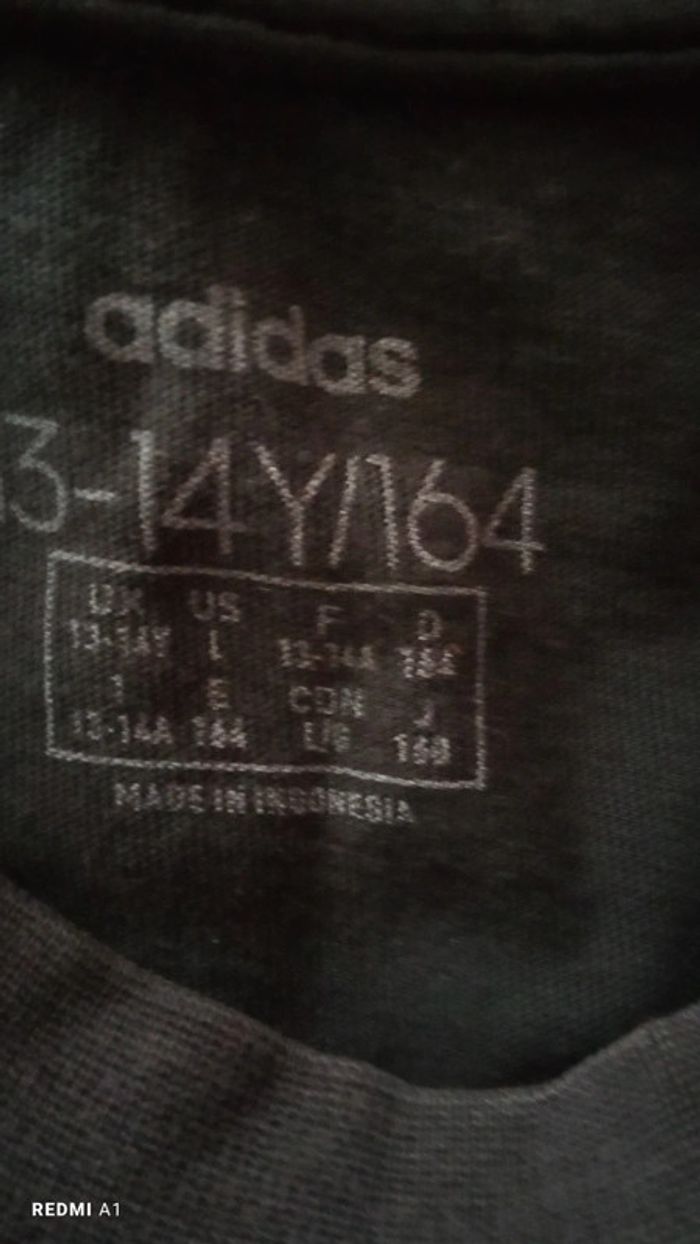 adidas
13-14Y/164
UK US F D
13-14Y L 13-14A 164
I E CDN J
13-14A 164 L/G 160
MADE IN INDONESIA
REDMI A1